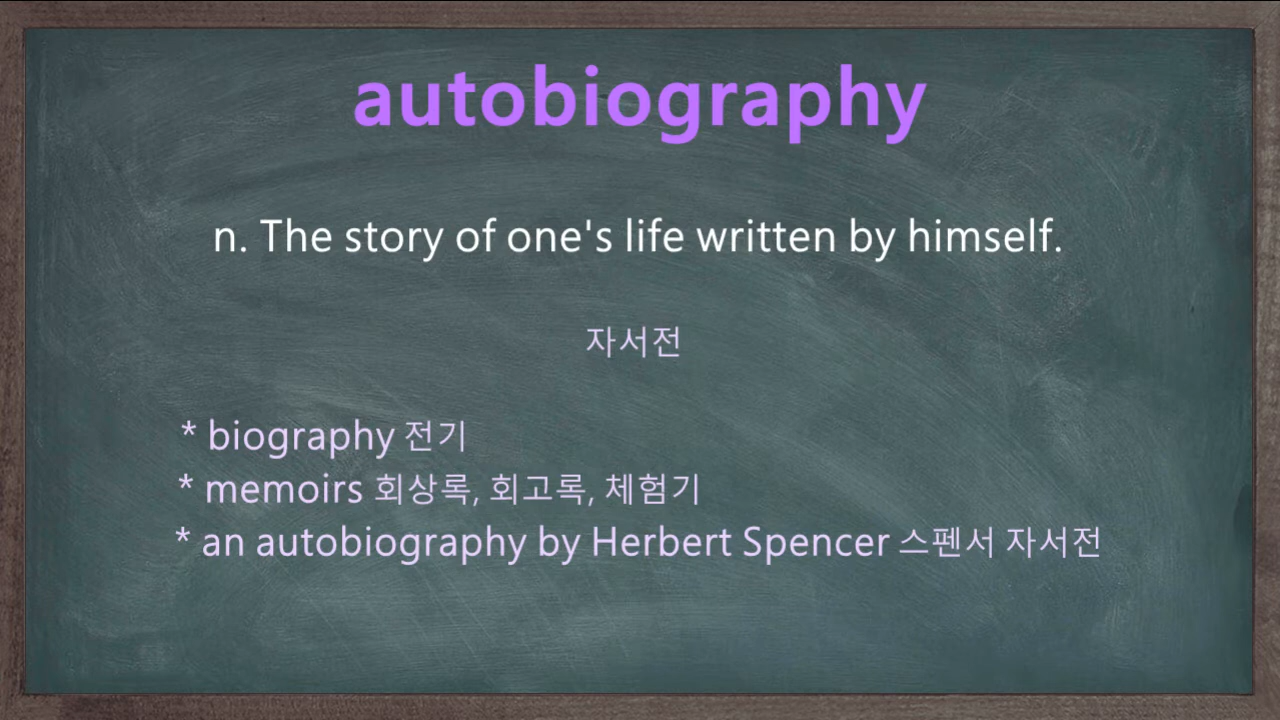 autobiography
n. The story of one's life written by himself.
자서전
* biography 전기
* memoirs 회상록, 회고록, 체험기
* an autobiography by Herbert Spencer 스펜서 자서전